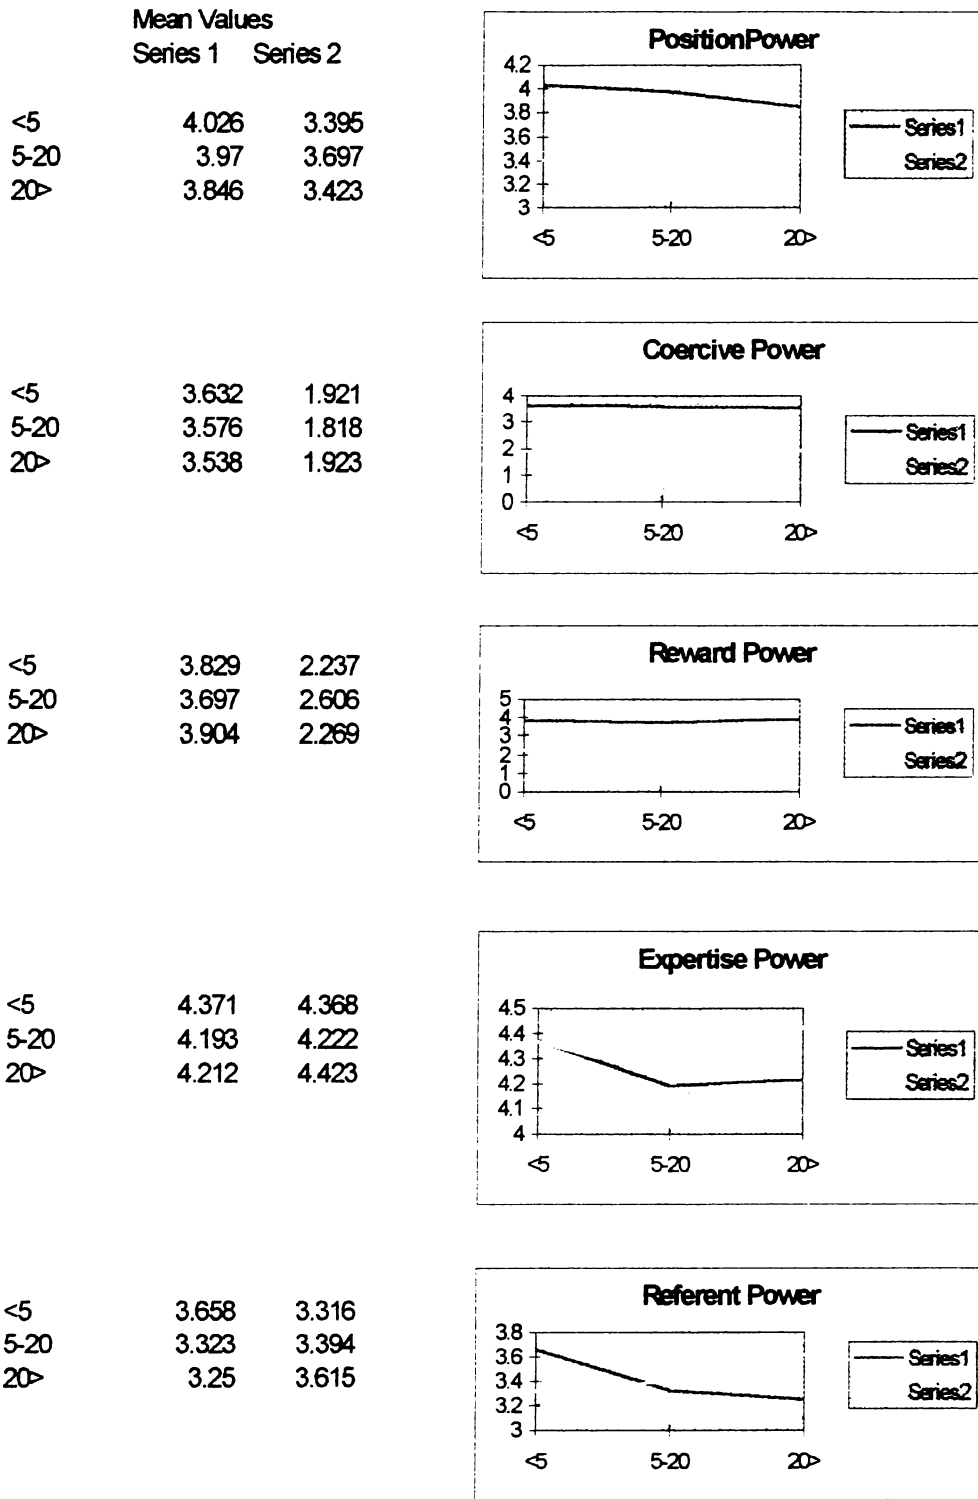 Mean Values
Series 1 Series 2
<5 4.026 3.395
5-20 3.97 3.697
20> 3.846 3.423
PositionPower
4.2
4
3.8
3.6
3.4
3.2
3
<5 5-20 20>
Series1
Series2
<5 3.632 1.921
5-20 3.576 1.818
20> 3.538 1.923
Coercive Power
4
3
2
1
0
<5 5-20 20>
Series1
Series2
<5 3.829 2.237
5-20 3.697 2.606
20> 3.904 2.269
Reward Power
5
4
3
2
1
0
<5 5-20 20>
Series1
Series2
<5 4.371 4.368
5-20 4.193 4.222
20> 4.212 4.423
Expertise Power
4.5
4.4
4.3
4.2
4.1
4
<5 5-20 20>
Series1
Series2
<5 3.658 3.316
5-20 3.323 3.394
20> 3.25 3.615
Referent Power
3.8
3.6
3.4
3.2
3
<5 5-20 20>
Series1
Series2